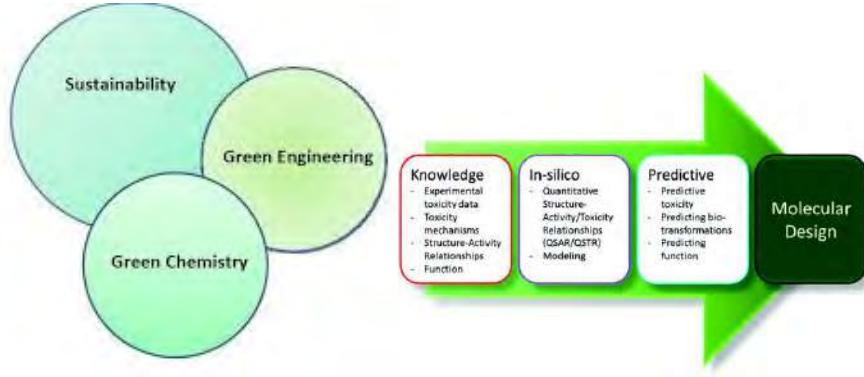 Sustainability
Green Engineering
Green Chemistry
Knowledge
- Experimental
toxicity data
- Toxicity
mechanisms
- Structure-Activity
Relationships
- Function
In-silico
- Quantitative
Structure-
Activity/Toxicity
Relationships
(QSAR/QSTR)
- Modeling
Predictive
- Predictive
toxicity
- Predicting bio-
transformations
- Predicting
function
Molecular
Design